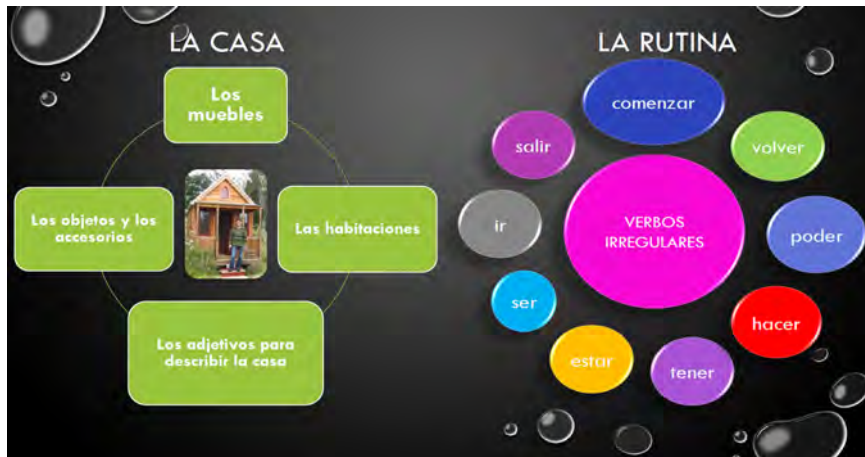 LA CASA
Los
muebles
Los objetos y los
accesorios
Las habitaciones
Los adjetivos para
describir la casa
LA RUTINA
comenzar
salir
volver
ir
VERBOS
IRREGULARES
poder
ser
hacer
estar
tener